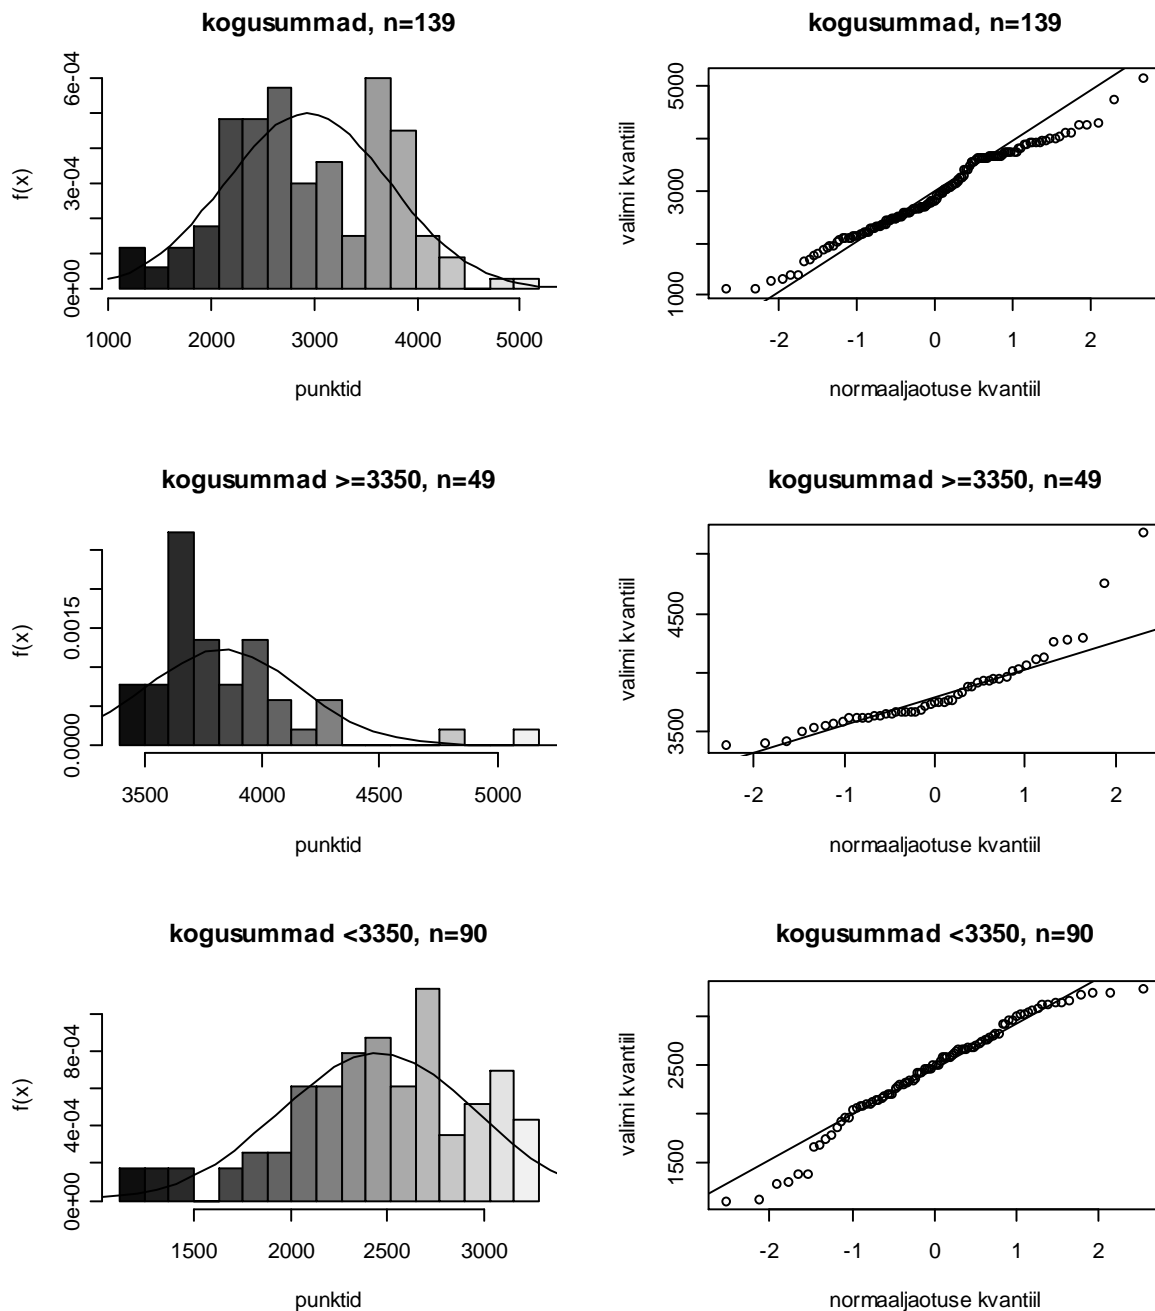 kogusummad, n=139
f(x)
0e+00 3e-04 6e-04
1000 2000 3000 4000 5000
punktid
kogusummad, n=139
valimi kvantiil
1000 3000 5000
-2 -1 0 1 2
normaaljaotuse kvantiil
kogusummad >=3350, n=49
f(x)
0.0000 0.0015
3500 4000 4500 5000
punktid
kogusummad >=3350, n=49
valimi kvantiil
3500 4500
-2 -1 0 1 2
normaaljaotuse kvantiil
kogusummad <3350, n=90
f(x)
0e+00 4e-04 8e-04
1500 2000 2500 3000
punktid
kogusummad <3350, n=90
valimi kvantiil
1500 2500
-2 -1 0 1 2
normaaljaotuse kvantiil